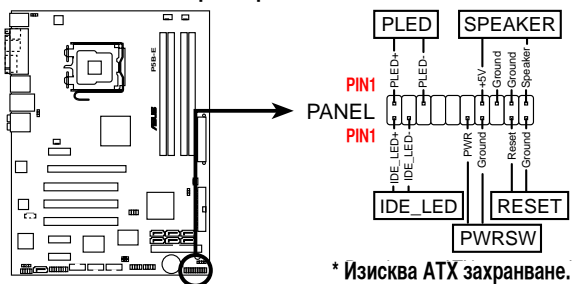 PLED
SPEAKER
PLED+
PLED-
+5V
Ground
Ground
Speaker
PIN1
PANEL
PIN1
IDE_LED+
IDE_LED-
PWR
Ground
Reset
Ground
IDE_LED
RESET
PWRSW
P5B-E
ASUS
* Изисква ATX захранване.